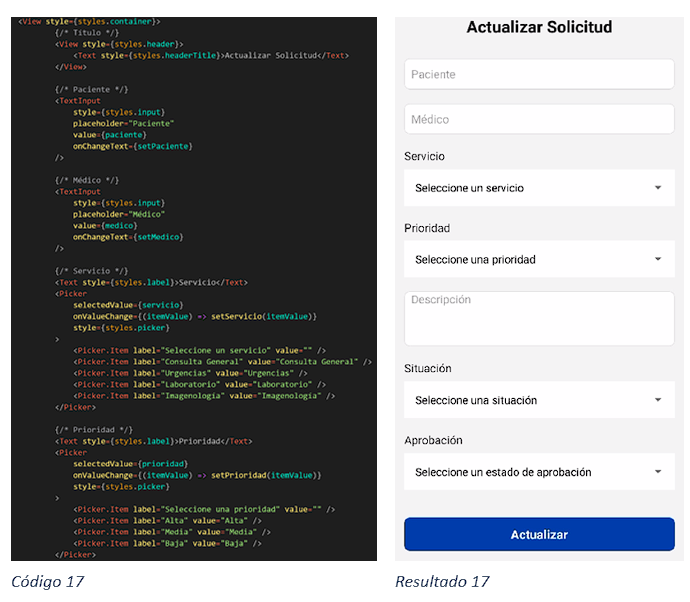 <View style={styles.container}>
{/* Título */}
<View style={styles.header}>
<Text style={styles.headerTitle}>Actualizar Solicitud</Text>
</View>
{/* Paciente */}
<TextInput
style={styles.input}
placeholder="Paciente"
value={paciente}
onChangeText={setPaciente}
/>
{/* Médico */}
<TextInput
style={styles.input}
placeholder="Médico"
value={medico}
onChangeText={setMedico}
/>
{/* Servicio */}
<Text style={styles.label}>Servicio</Text>
<Picker
selectedValue={servicio}
onValueChange={(itemValue) => setServicio(itemValue)}
style={styles.picker}
>
<Picker.Item label="Seleccione un servicio" value="" />
<Picker.Item label="Consulta General" value="Consulta General" />
<Picker.Item label="Urgencias" value="Urgencias" />
<Picker.Item label="Laboratorio" value="Laboratorio" />
<Picker.Item label="Imagenología" value="Imagenología" />
</Picker>
{/* Prioridad */}
<Text style={styles.label}>Prioridad</Text>
<Picker
selectedValue={prioridad}
onValueChange={(itemValue) => setPrioridad(itemValue)}
style={styles.picker}
>
<Picker.Item label="Seleccione una prioridad" value="" />
<Picker.Item label="Alta" value="Alta" />
<Picker.Item label="Media" value="Media" />
<Picker.Item label="Baja" value="Baja" />
</Picker>
Código 17
Actualizar Solicitud
Paciente
Médico
Servicio
Seleccione un servicio
Prioridad
Seleccione una prioridad
Descripción
Situación
Seleccione una situación
Aprobación
Seleccione un estado de aprobación
Actualizar
Resultado 17